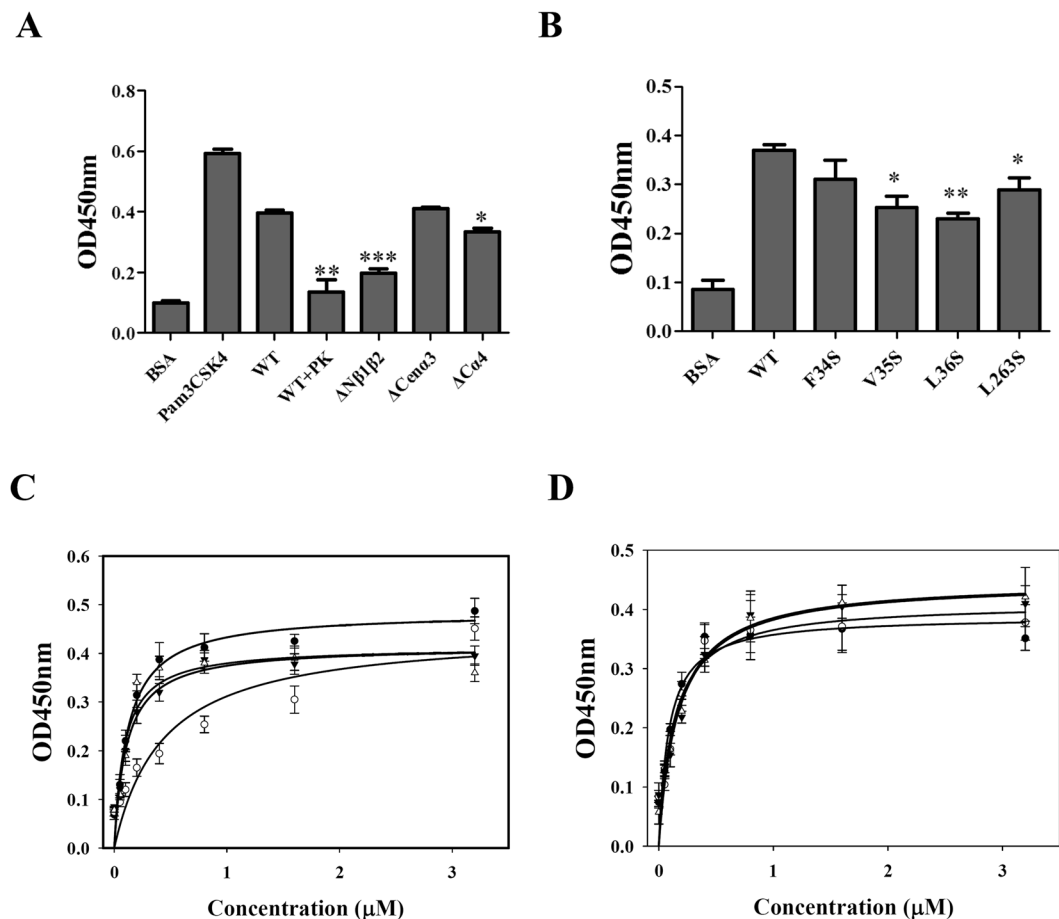 A
B
OD450nm
0.8
0.6
0.4
0.2
0.0
**
***
*
BSA
Pam3CSK4
WT
WT+PK
ΔNβ1β2
ΔCenα3
ΔCα4
OD450nm
0.5
0.4
0.3
0.2
0.1
0.0
*
**
*
BSA
WT
F34S
V35S
L36S
L263S
C
D
OD450nm
0.6
0.5
0.4
0.3
0.2
0.1
0.0
0
1
2
3
Concentration (μM)
OD450nm
0.5
0.4
0.3
0.2
0.1
0.0
0
1
2
3
Concentration (μM)